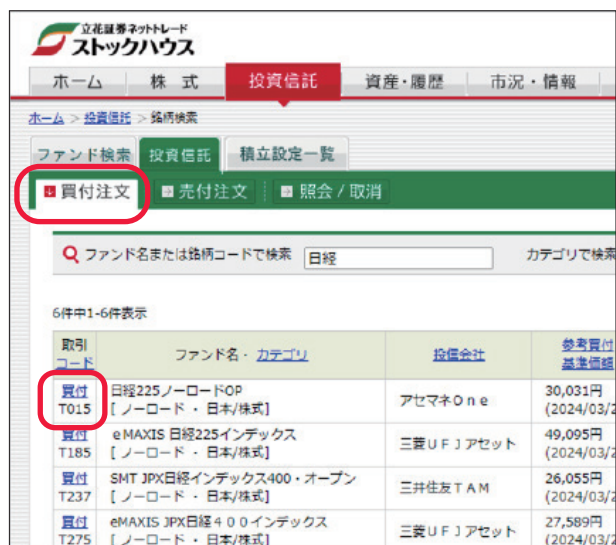 立花証券ネットトレード
ストックハウス
ホーム 株 式 投資信託 資産・履歴 市況・情報
ホーム > 投資信託 > 銘柄検索
ファンド検索 投資信託 積立設定一覧
買付注文 売付注文 照会 / 取消
ファンド名または銘柄コードで検索 日経 カテゴリで検索
6件中1-6件表示
取引 コード ファンド名・カテゴリ 投信会社 参考買付 基準価額
買付 日経225ノーロードOP アセマネOne 30,031円
T015 [ ノーロード ・ 日本/株式] (2024/03/2
買付 eMAXIS 日経225インデックス 三菱UFJアセット 49,095円
T185 [ ノーロード ・ 日本/株式] (2024/03/2
買付 SMT JPX日経インデックス400・オープン 三井住友TAM 26,055円
T237 [ ノーロード ・ 日本/株式] (2024/03/2
買付 eMAXIS JPX日経400インデックス 三菱UFJアセット 27,589円
T275 [ ノーロード ・ 日本/株式] (2024/03/2